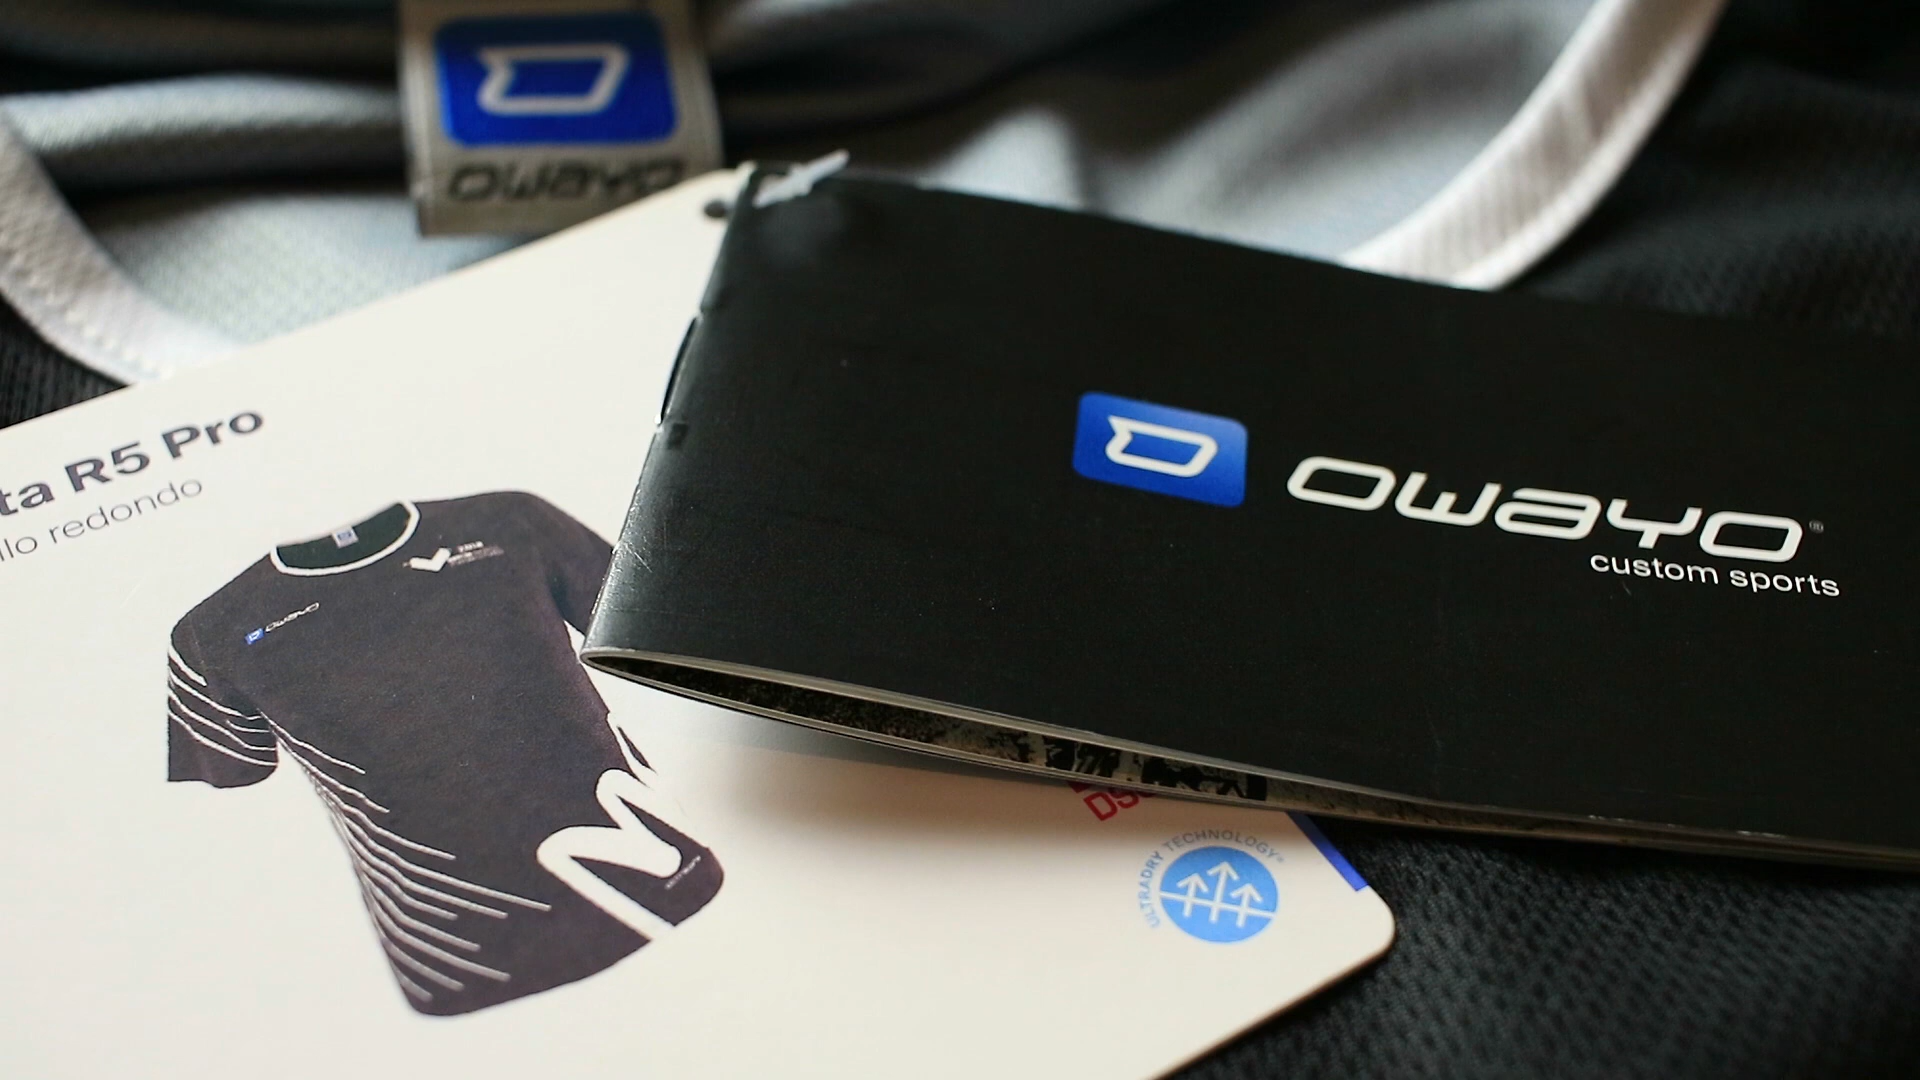 owayo
ta R5 Pro
llo redondo
owayo
owayo®
custom sports
ULTRADRY TECHNOLOGY®